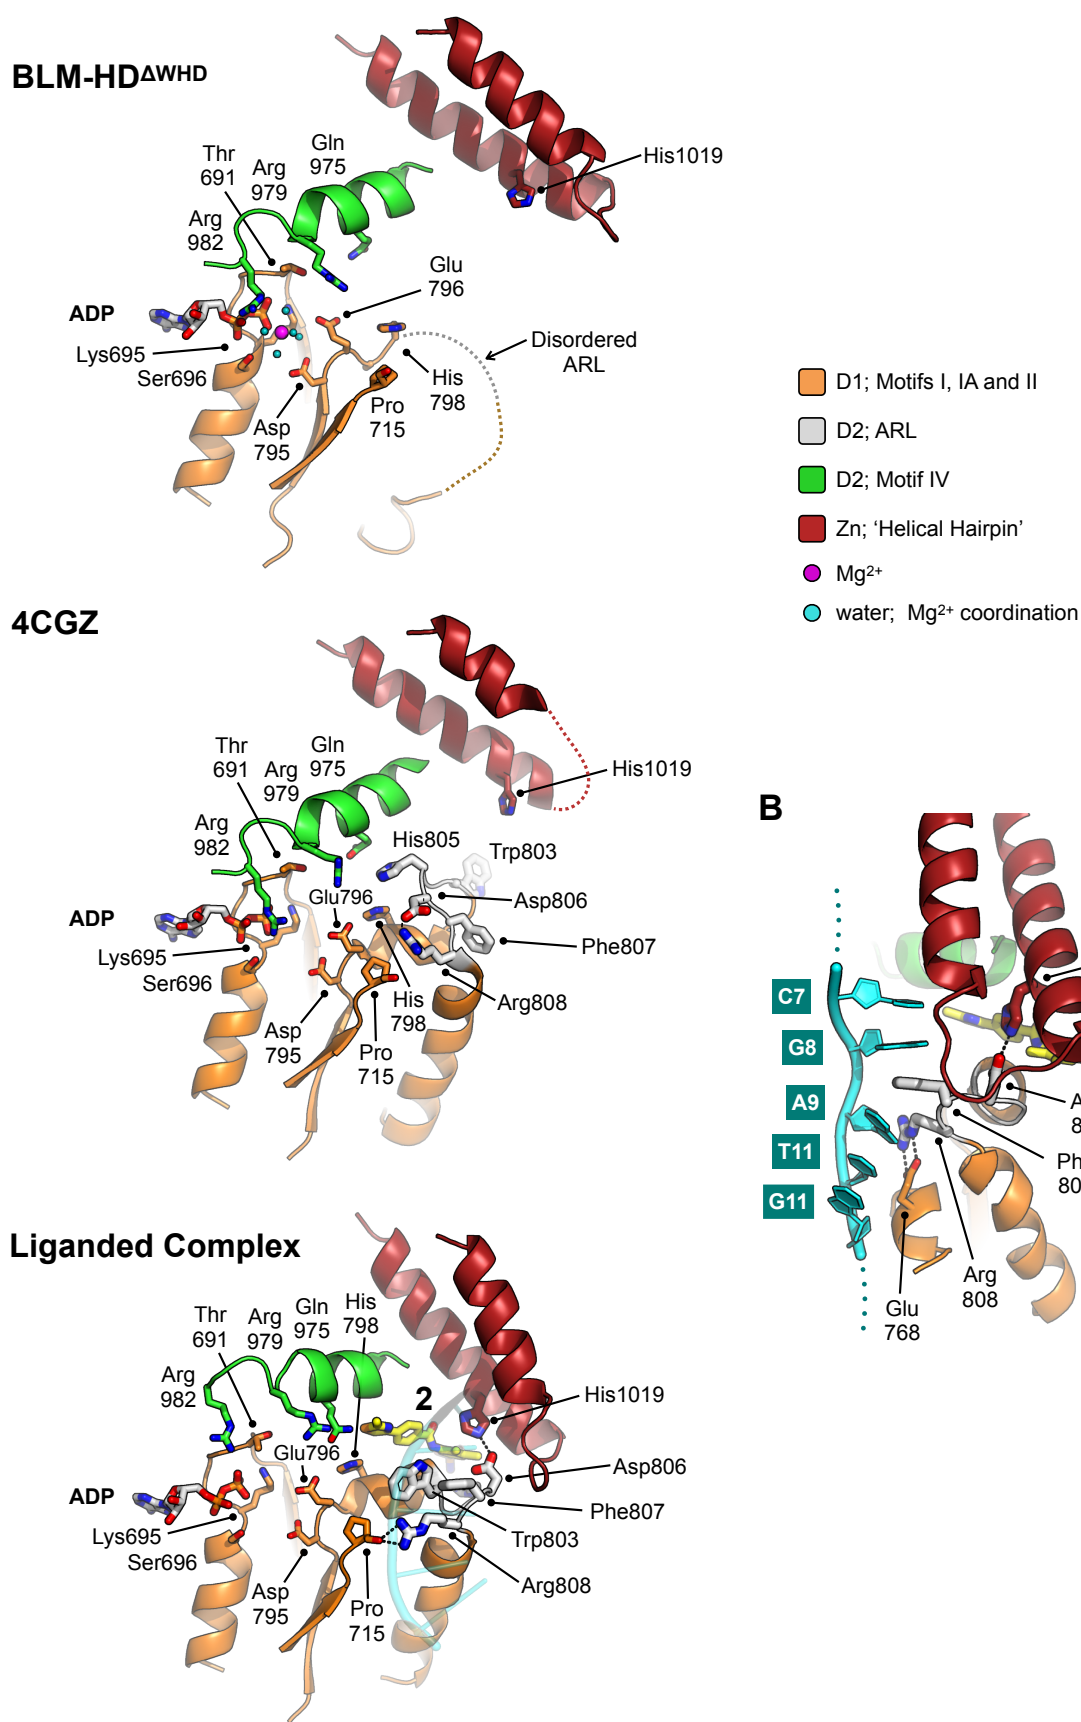 BLM-HDΔWHD
Thr
691
Arg
979
Gln
975
His1019
Arg
982
Glu
796
ADP
Lys695
Ser696
Disordered
ARL
His
798
Pro
715
Asp
795
D1; Motifs I, IA and II
D2; ARL
D2; Motif IV
Zn; ‘Helical Hairpin’
Mg2+
water; Mg2+ coordination
4CGZ
Thr
691
Arg
979
Gln
975
His1019
Arg
982
His805
Trp803
Glu796
Asp806
ADP
Phe807
Lys695
Ser696
Arg808
His
798
Asp
795
Pro
715
B
C7
G8
A9
T11
G11
A
8
Ph
80
Arg
808
Glu
768
Liganded Complex
Thr
691
Arg
979
Gln
975
His
798
Arg
982
2
His1019
Glu796
Asp806
ADP
Phe807
Lys695
Ser696
Trp803
Arg808
Asp
795
Pro
715